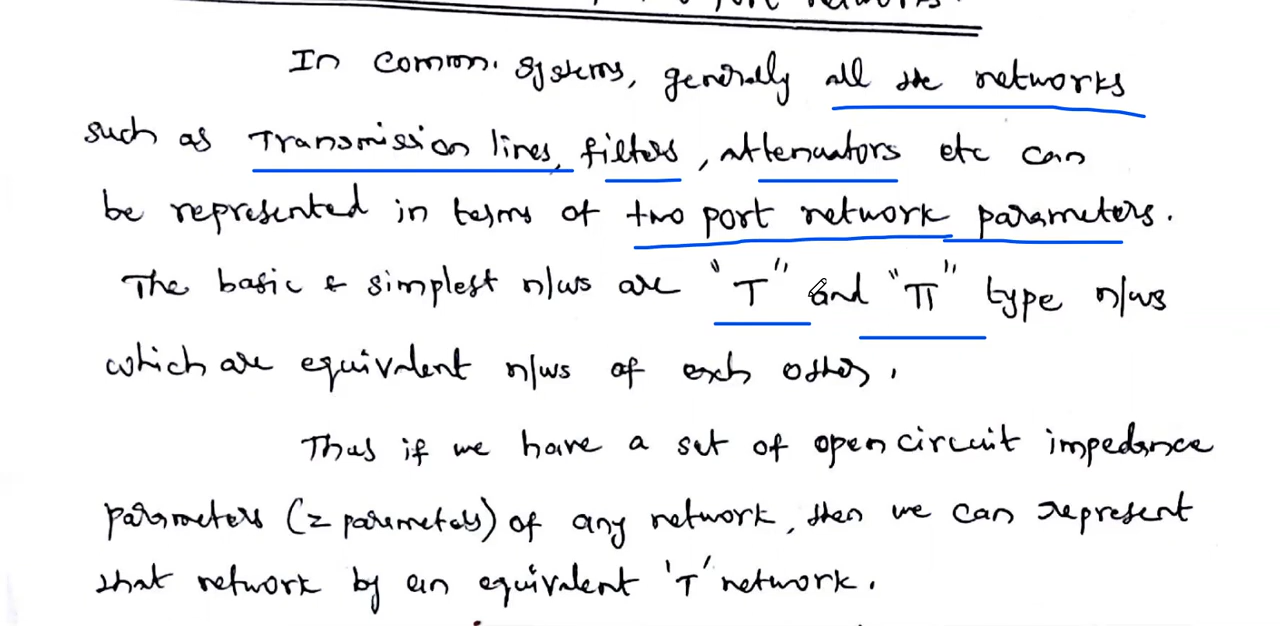 port networks.
In commn. systems, generally all the networks
such as Transmission lines, filters, attenuators etc can
be represented in terms of two port network parameters.
The basic & simplest n/ws are "T" and "π" type n/ws
which are equivalent n/ws of each other.
Thus if we have a set of open circuit impedance
parameters (z parameters) of any network, then we can represent
that network by an equivalent 'T' network.